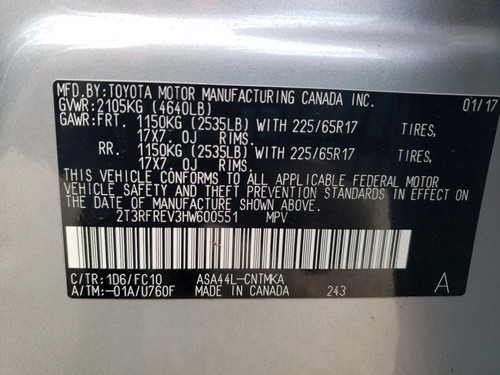 MFD.BY: TOYOTA MOTOR MANUFACTURING CANADA INC.
GVWR: 2105KG (4640LB) 01/17
GAWR: FRT. 1150KG (2535LB) WITH 225/65R17 TIRES,
17X7.0J RIMS.
RR. 1150KG (2535LB) WITH 225/65R17 TIRES,
17X7.0J RIMS.
THIS VEHICLE CONFORMS TO ALL APPLICABLE FEDERAL MOTOR
VEHICLE SAFETY AND THEFT PREVENTION STANDARDS IN EFFECT ON
THE DATE OF MANUFACTURE SHOWN ABOVE.
2T3RFREV3HW600551 MPV
C/TR: 1D6/FC10 ASA44L-CNTMKA
A/TM: -01A/U760F MADE IN CANADA 243 A